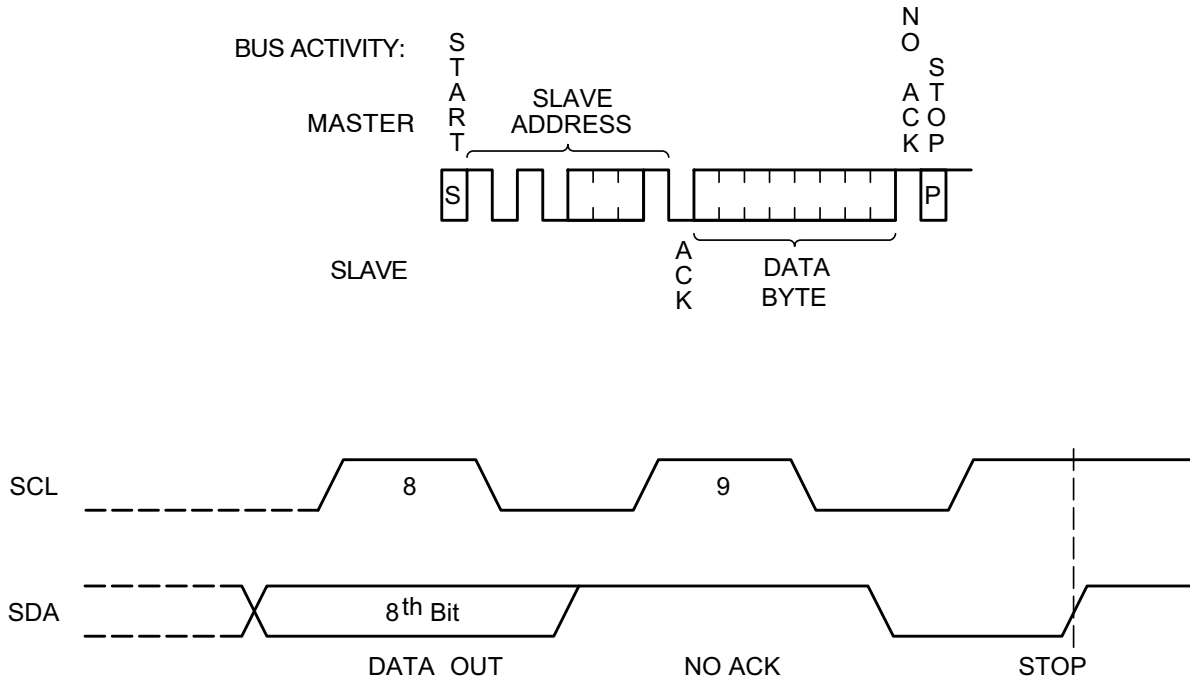 BUS ACTIVITY:
MASTER
START
SLAVE
ADDRESS
NO ACK
STOP
S
P
SLAVE
ACK
DATA
BYTE
SCL
8
9
SDA
8th Bit
DATA OUT
NO ACK
STOP